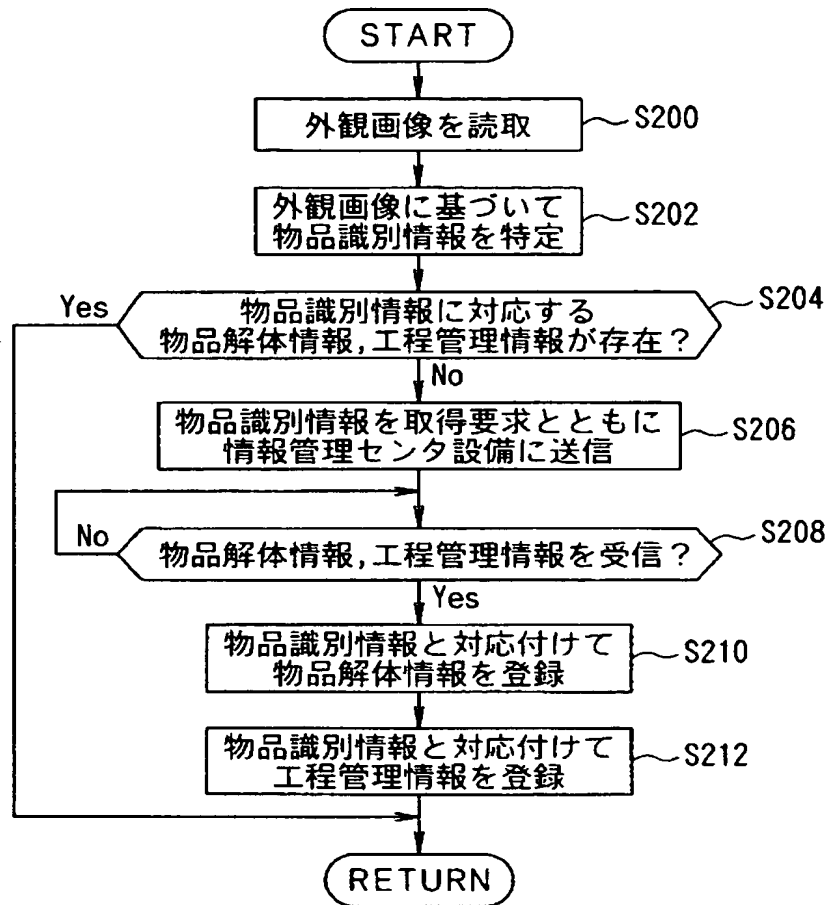 START
外観画像を読取
S200
外観画像に基づいて
物品識別情報を特定
S202
Yes
物品識別情報に対応する
物品解体情報,工程管理情報が存在?
S204
No
物品識別情報を取得要求とともに
情報管理センタ設備に送信
S206
No
物品解体情報,工程管理情報を受信?
S208
Yes
物品識別情報と対応付けて
物品解体情報を登録
S210
物品識別情報と対応付けて
工程管理情報を登録
S212
RETURN